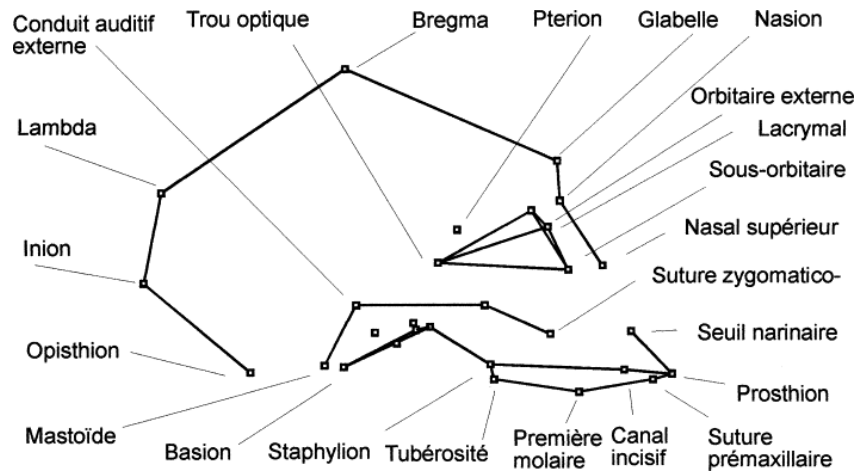 Conduit auditif
externe
Trou optique
Bregma
Pterion
Glabelle
Nasion
Orbitaire externe
Lacrymal
Lambda
Sous-orbitaire
Nasal supérieur
Inion
Suture zygomatico-
Seuil narinaire
Opisthion
Prosthion
Mastoïde
Basion
Staphylion
Tubérosité
Première
molaire
Canal
incisif
Suture
prémaxillaire